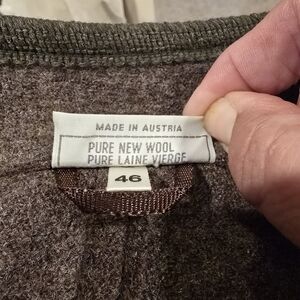 MADE IN AUSTRIA
PURE NEW WOOL
PURE LAINE VIERGE
46